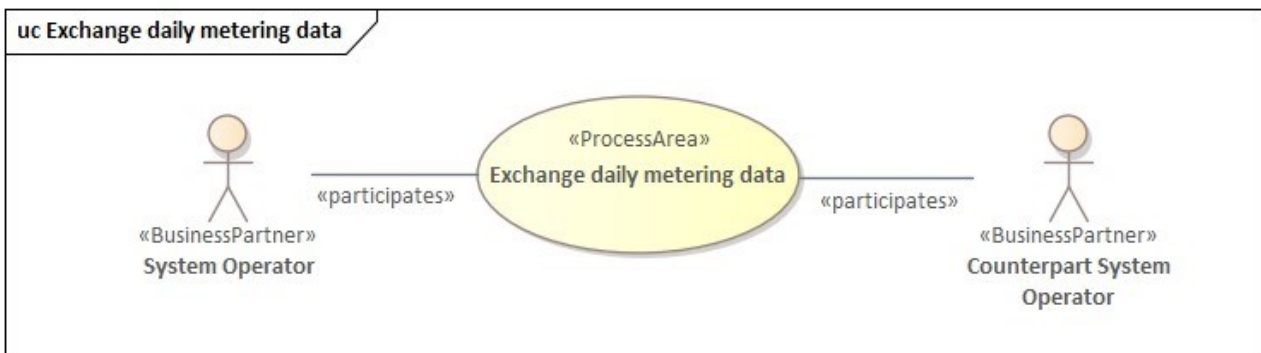 uc Exchange daily metering data
«ProcessArea»
Exchange daily metering data
«participates»
«participates»
«BusinessPartner»
System Operator
«BusinessPartner»
Counterpart System
Operator